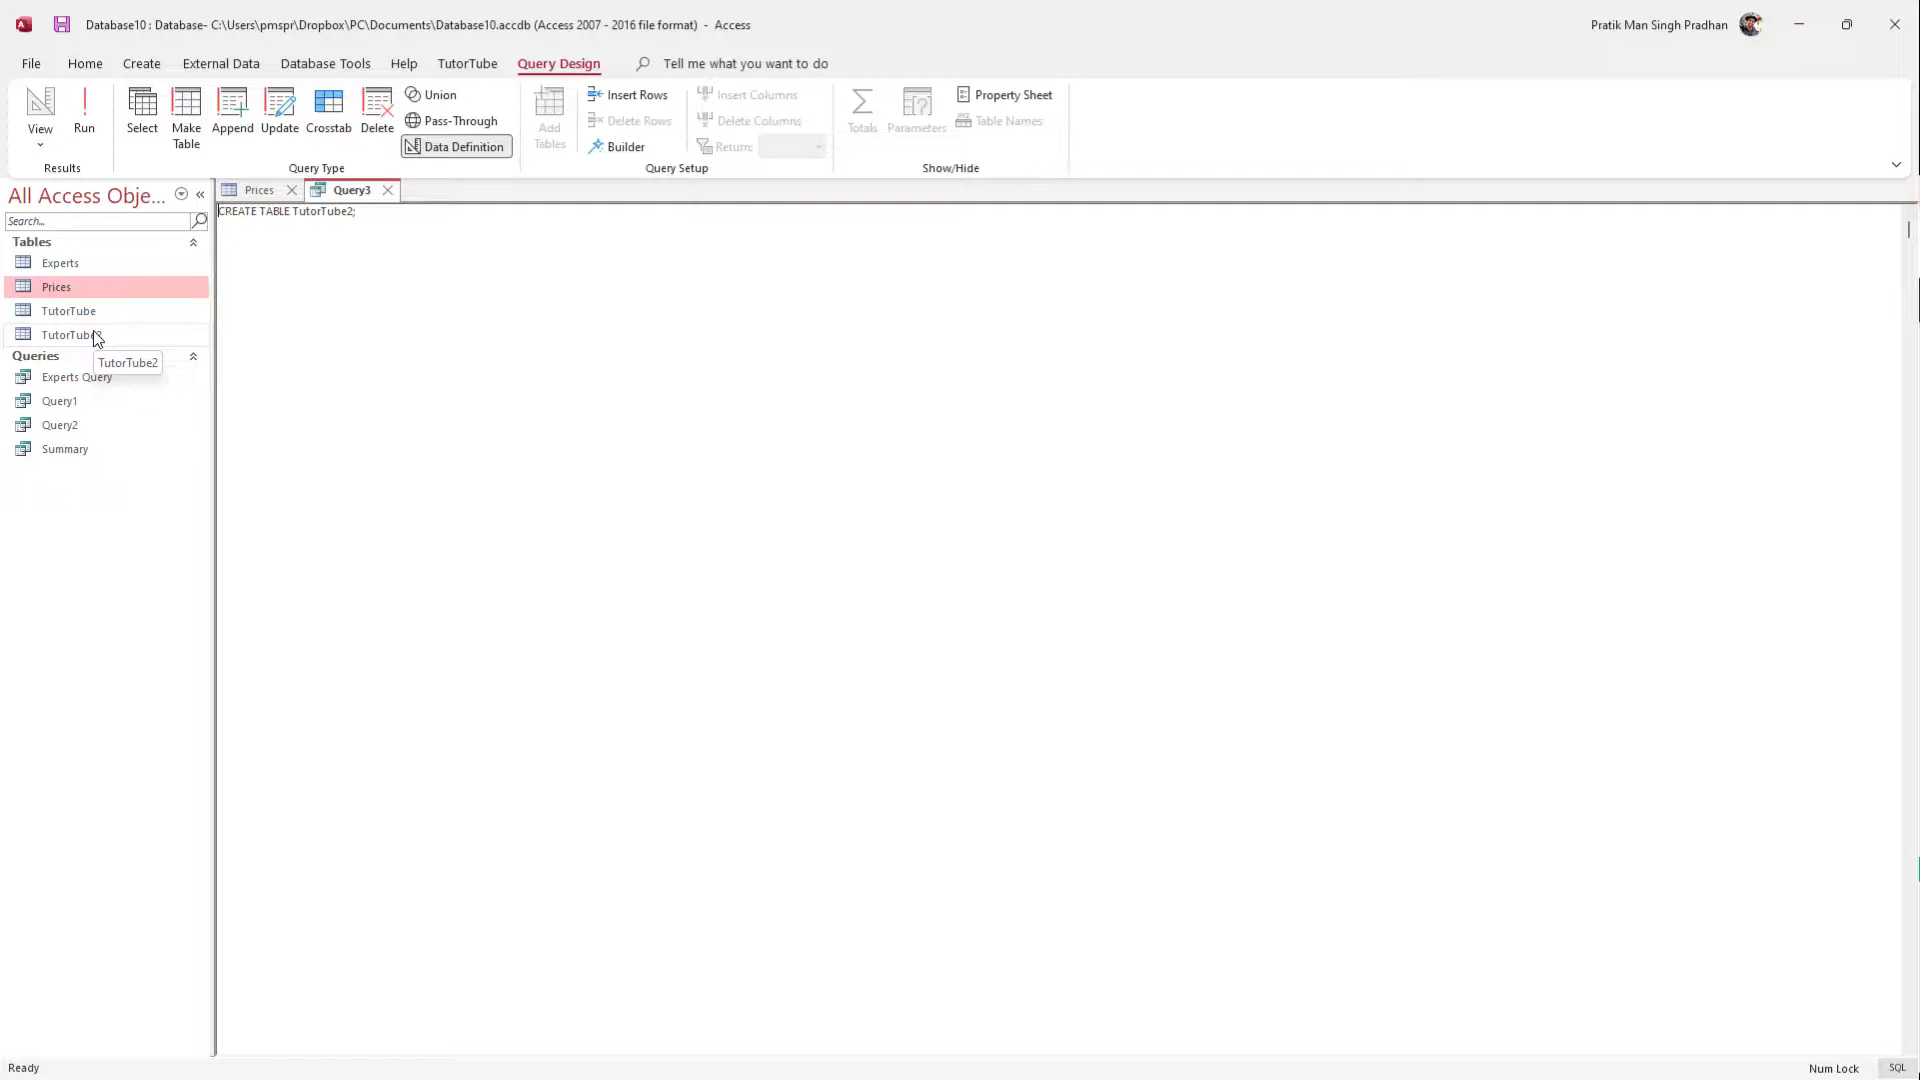 Database10 : Database- C:\Users\pmspr\Dropbox\PC\Documents\Database10.accdb (Access 2007 - 2016 file format) - Access
Pratik Man Singh Pradhan
File Home Create External Data Database Tools Help TutorTube Query Design Tell me what you want to do
View
Run
Results
Select
Make Table
Append
Update
Crosstab
Delete
Union
Pass-Through
Data Definition
Query Type
Add Tables
Insert Rows
Delete Rows
Builder
Insert Columns
Delete Columns
Return:
Query Setup
Totals
Parameters
Property Sheet
Table Names
Show/Hide
All Access Obje...
Search...
Tables
Experts
Prices
TutorTube
TutorTube
TutorTube2
Queries
Experts Query
Query1
Query2
Summary
Prices
Query3
CREATE TABLE TutorTube2;
Ready
Num Lock
SQL